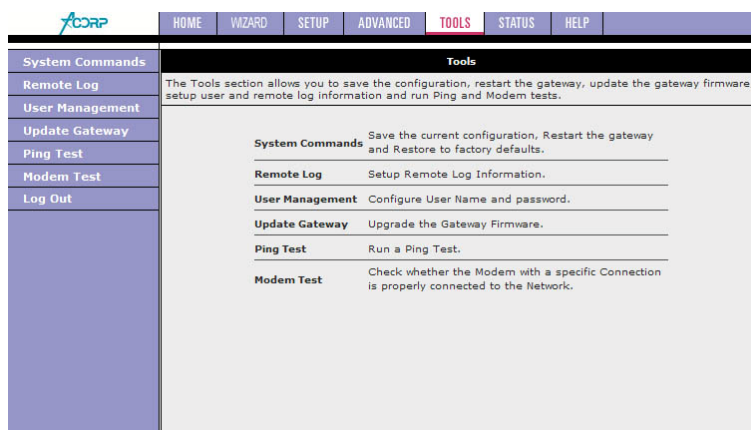 ACORP
HOME WIZARD SETUP ADVANCED TOOLS STATUS HELP
System Commands
Remote Log
User Management
Update Gateway
Ping Test
Modem Test
Log Out
Tools
The Tools section allows you to save the configuration, restart the gateway, update the gateway firmware
setup user and remote log information and run Ping and Modem tests.
System Commands Save the current configuration, Restart the gateway
and Restore to factory defaults.
Remote Log Setup Remote Log Information.
User Management Configure User Name and password.
Update Gateway Upgrade the Gateway Firmware.
Ping Test Run a Ping Test.
Modem Test Check whether the Modem with a specific Connection
is properly connected to the Network.